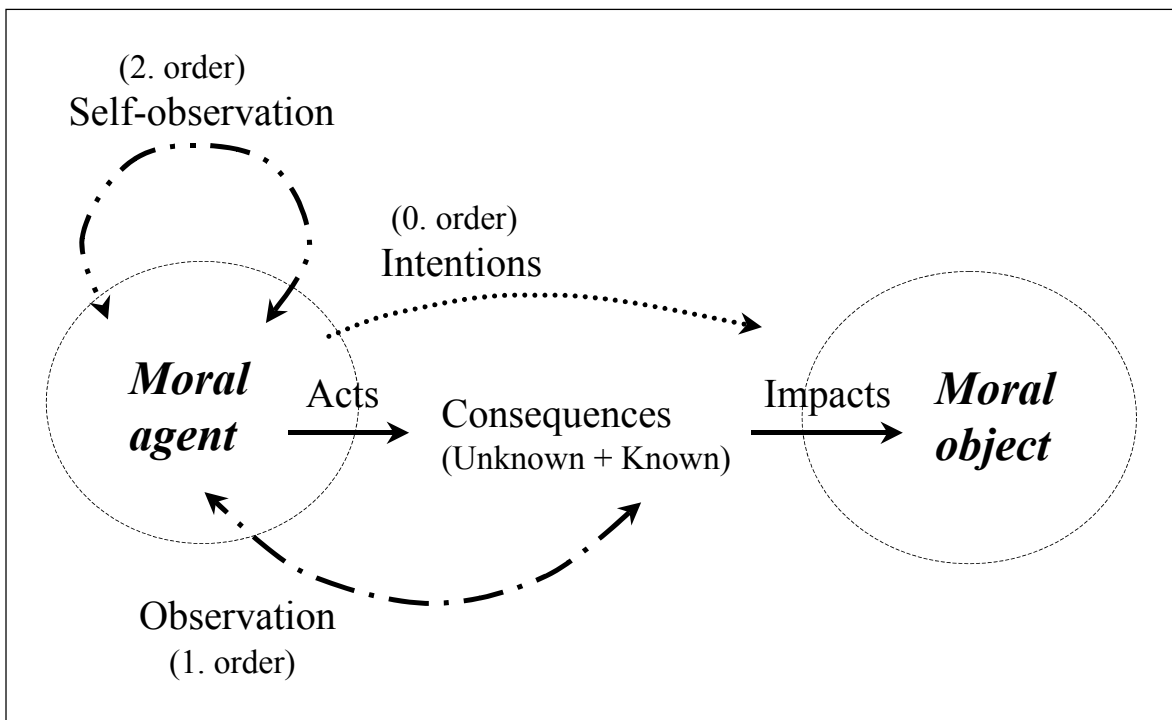 (2. order)
Self-observation
(0. order)
Intentions
Moral
agent
Acts
Consequences
(Unknown + Known)
Impacts
Moral
object
Observation
(1. order)